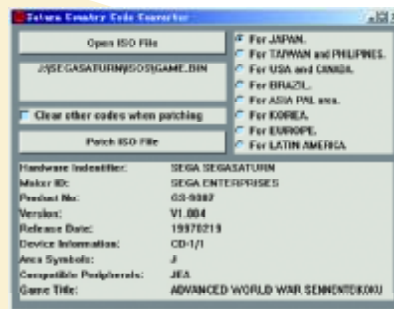 Saturn Country Code Converter
Open ISO File
J:\SEGASATURN\ISOS\GAME.BIN
Clear other codes when patching
Patch ISO File
For JAPAN.
For TAIWAN and PHILIPINES.
For USA and CANADA.
For BRAZIL.
For ASIA PAL area.
For KOREA.
For EUROPE.
For LATIN AMERICA.
Hardware Indentifier: SEGA SEGASATURN
Maker ID: SEGA ENTERPRISES
Product No: GS-9087
Version: V1.004
Release Date: 19970219
Device Information: CD-1/1
Area Symbols: J
Compatible Peripherals: JEA
Game Title: ADVANCED WORLD WAR SENNENTEIKOKU